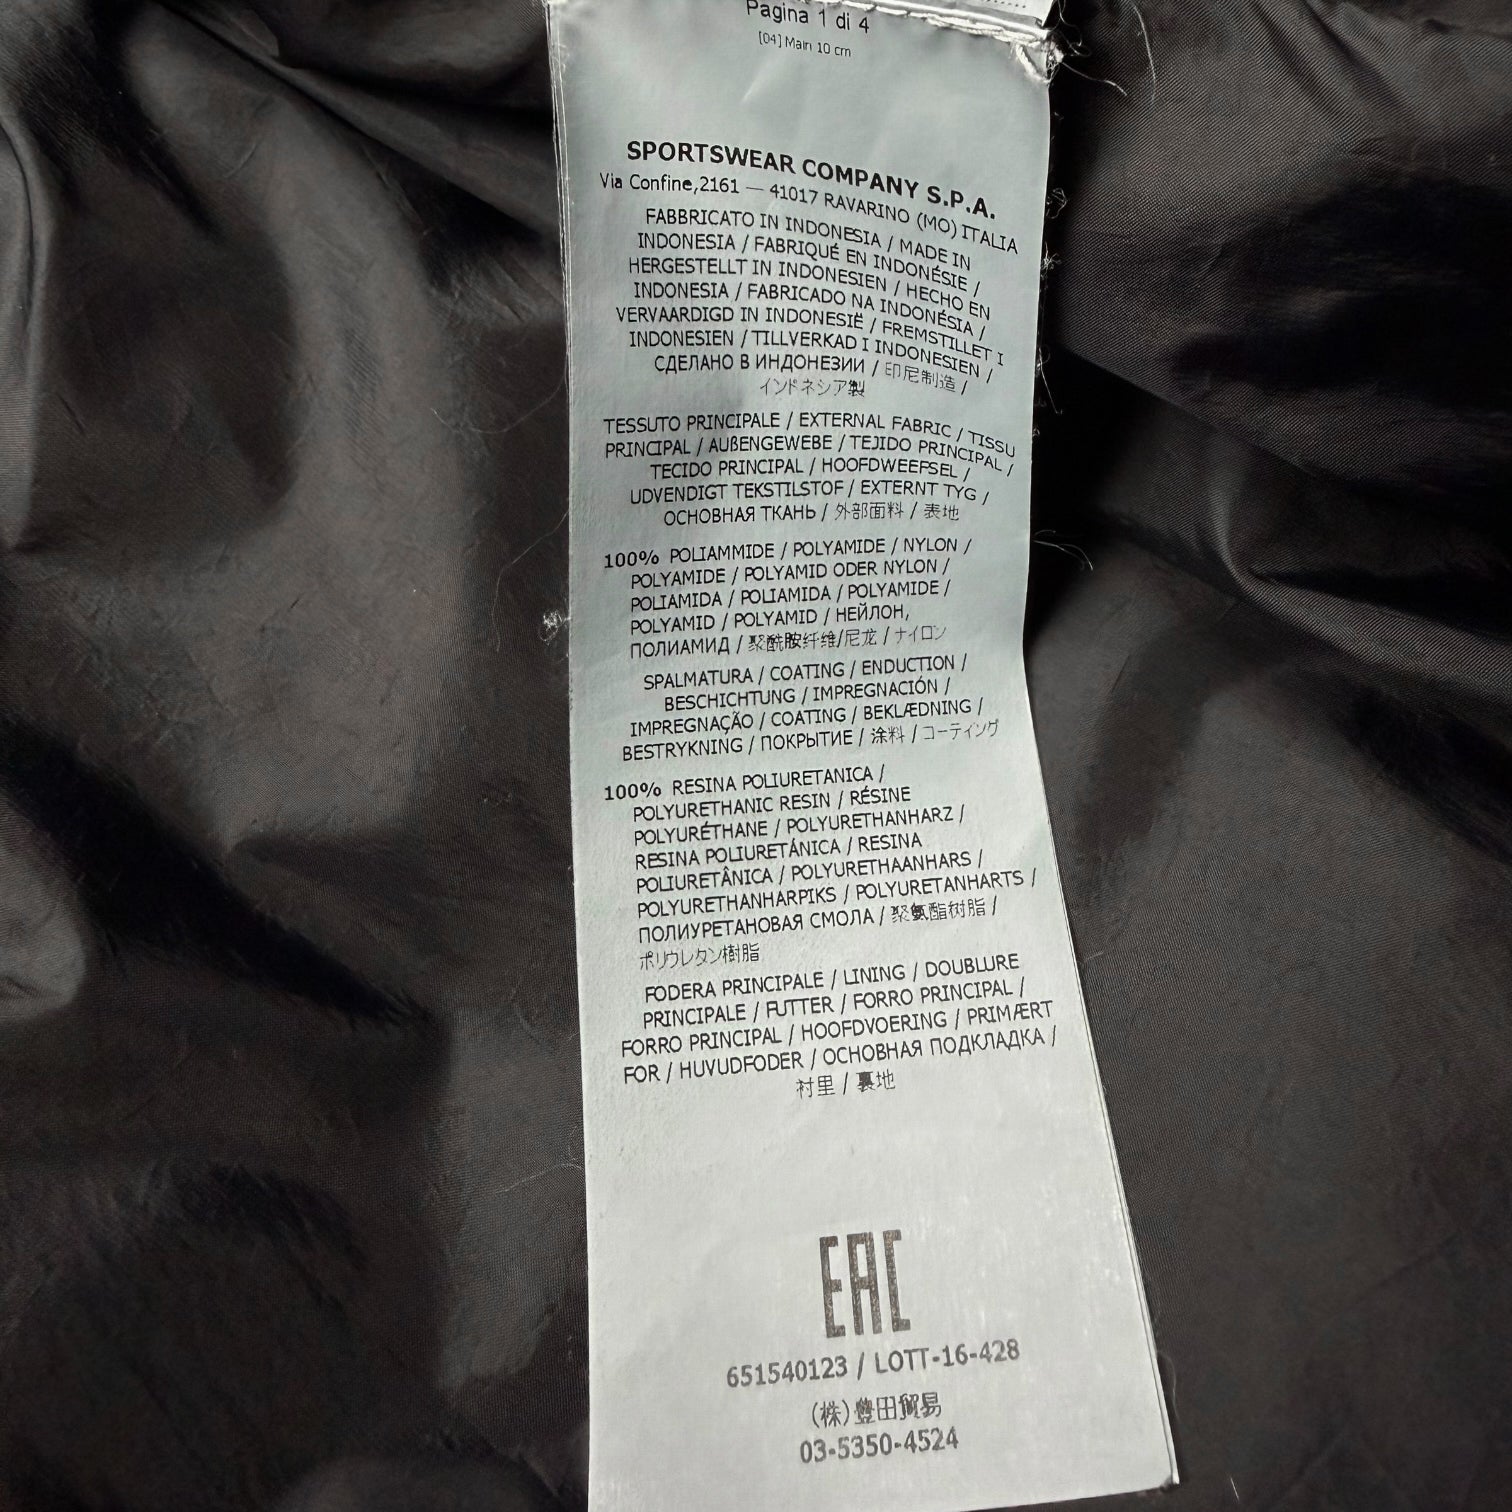 Pagina 1 di 4
[04] Main 10 cm
SPORTSWEAR COMPANY S.P.A.
Via Confine,2161 — 41017 RAVARINO (MO) ITALIA
FABBRICATO IN INDONESIA / MADE IN
INDONESIA / FABRIQUÉ EN INDONÉSIE /
HERGESTELLT IN INDONESIEN / HECHO EN
INDONESIA / FABRICADO NA INDONÉSIA /
VERVAARDIGD IN INDONESIË / FREMSTILLET I
INDONESIEN / TILLVERKAD I INDONESIEN /
СДЕЛАНО В ИНДОНЕЗИИ / 印尼制造 /
インドネシア製
TESSUTO PRINCIPALE / EXTERNAL FABRIC / TISSU
PRINCIPAL / AUßENGEWEBE / TEJIDO PRINCIPAL /
TECIDO PRINCIPAL / HOOFDWEEFSEL /
UDVENDIGT TEKSTILSTOF / EXTERNT TYG /
ОСНОВНАЯ ТКАНЬ / 外部面料 / 表地
100% POLIAMMIDE / POLYAMIDE / NYLON /
POLYAMIDE / POLYAMID ODER NYLON /
POLIAMIDA / POLIAMIDA / POLYAMIDE /
POLYAMID / POLYAMID / НЕЙЛОН,
ПОЛИАМИД / 聚酰胺纤维/尼龙 / ナイロン
SPALMATURA / COATING / ENDUCTION /
BESCHICHTUNG / IMPREGNACIÓN /
IMPREGNAÇÃO / COATING / BEKLÆDNING /
BESTRYKNING / ПОКРЫТИЕ / 涂料 / コーティング
100% RESINA POLIURETANICA /
POLYURETHANIC RESIN / RÉSINE
POLYURÉTHANE / POLYURETHANHARZ /
RESINA POLIURETÁNICA / RESINA
POLIURETÂNICA / POLYURETHAANHARS /
POLYURETHANHARPIKS / POLYURETANHARTS /
ПОЛИУРЕТАНОВАЯ СМОЛА / 聚氨酯树脂 /
ポリウレタン樹脂
FODERA PRINCIPALE / LINING / DOUBLURE
PRINCIPALE / FUTTER / FORRO PRINCIPAL /
FORRO PRINCIPAL / HOOFDVOERING / PRIMÆRT
FOR / HUVUDFODER / ОСНОВНАЯ ПОДКЛАДКА /
衬里 / 裏地
EAC
651540123 / LOTT-16-428
(株)豊田貿易
03-5350-4524